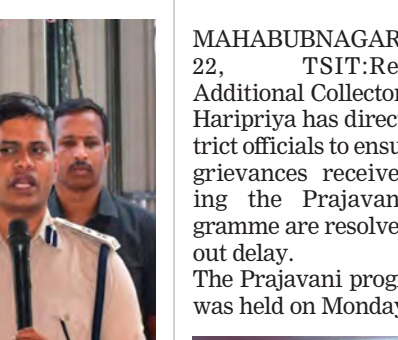 MAHABUBNAGAR
22, TSIT:Re
Additional Collector
Haripriya has direc
trict officials to ensu
grievances receive
ing the Prajavan
gramme are resolve
out delay.
The Prajavani prog
was held on Monday